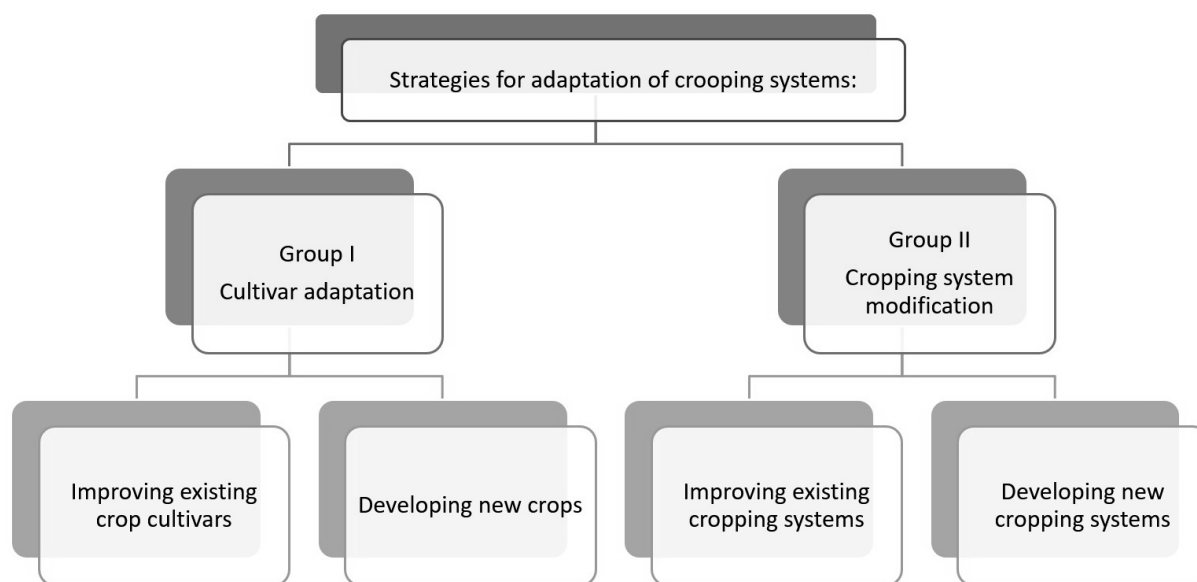 Strategies for adaptation of crooping systems:
Group I
Cultivar adaptation
Group II
Cropping system
modification
Improving existing
crop cultivars
Developing new crops
Improving existing
cropping systems
Developing new
cropping systems